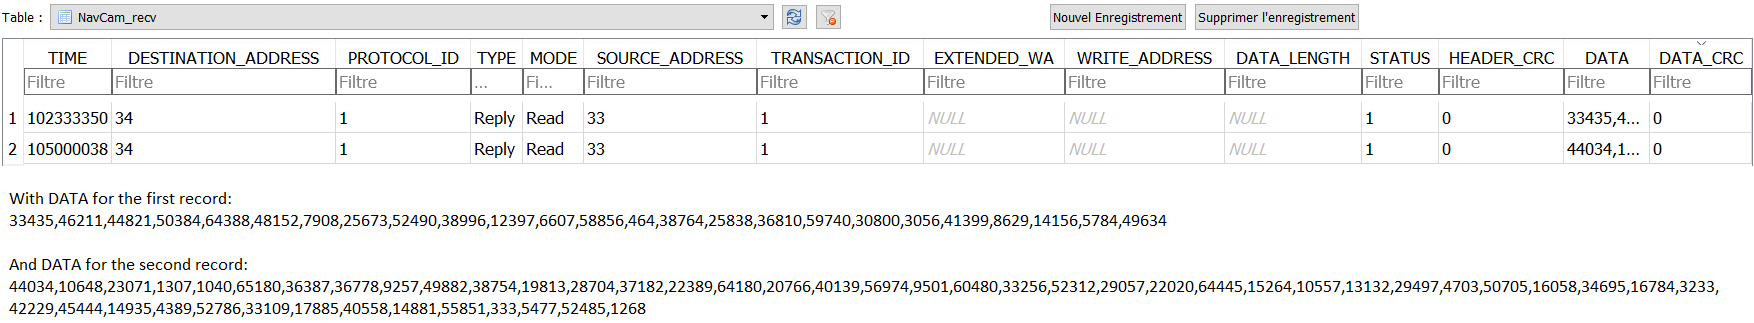 Table : NavCam_recv Nouvel Enregistrement Supprimer l'enregistrement
TIME DESTINATION_ADDRESS PROTOCOL_ID TYPE MODE SOURCE_ADDRESS TRANSACTION_ID EXTENDED_WA WRITE_ADDRESS DATA_LENGTH STATUS HEADER_CRC DATA DATA_CRC
Filtre Filtre Filtre ... Fi... Filtre Filtre Filtre Filtre Filtre Filtre Filtre Filtre Filtre
1 102333350 34 1 Reply Read 33 1 NULL NULL NULL 1 0 33435,4... 0
2 105000038 34 1 Reply Read 33 1 NULL NULL NULL 1 0 44034,1... 0
With DATA for the first record:
33435,46211,44821,50384,64388,48152,7908,25673,52490,38996,12397,6607,58856,464,38764,25838,36810,59740,30800,3056,41399,8629,14156,5784,49634
And DATA for the second record:
44034,10648,23071,1307,1040,65180,36387,36778,9257,49882,38754,19813,28704,37182,22389,64180,20766,40139,56974,9501,60480,33256,52312,29057,22020,64445,15264,10557,13132,29497,4703,50705,16058,34695,16784,3233,
42229,45444,14935,4389,52786,33109,17885,40558,14881,55851,333,5477,52485,1268